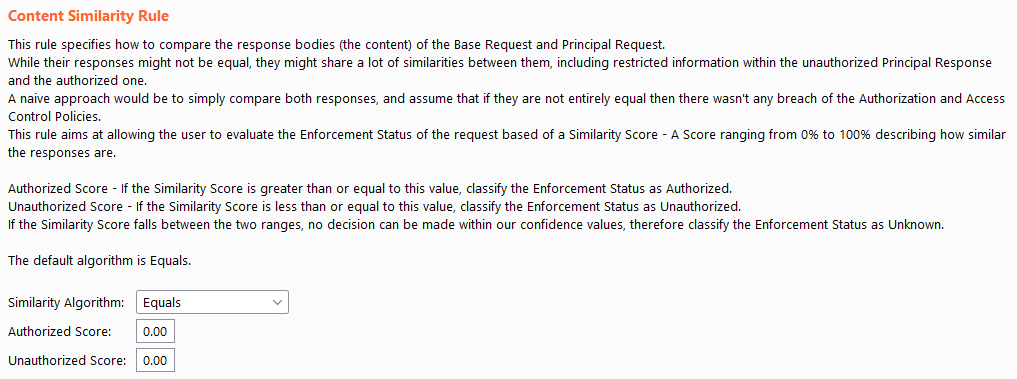 Content Similarity Rule
This rule specifies how to compare the response bodies (the content) of the Base Request and Principal Request.
While their responses might not be equal, they might share a lot of similarities between them, including restricted information within the unauthorized Principal Response
and the authorized one.
A naive approach would be to simply compare both responses, and assume that if they are not entirely equal then there wasn't any breach of the Authorization and Access
Control Policies.
This rule aims at allowing the user to evaluate the Enforcement Status of the request based of a Similarity Score - A Score ranging from 0% to 100% describing how similar
the responses are.
Authorized Score - If the Similarity Score is greater than or equal to this value, classify the Enforcement Status as Authorized.
Unauthorized Score - If the Similarity Score is less than or equal to this value, classify the Enforcement Status as Unauthorized.
If the Similarity Score falls between the two ranges, no decision can be made within our confidence values, therefore classify the Enforcement Status as Unknown.
The default algorithm is Equals.
Similarity Algorithm: Equals
Authorized Score: 0.00
Unauthorized Score: 0.00